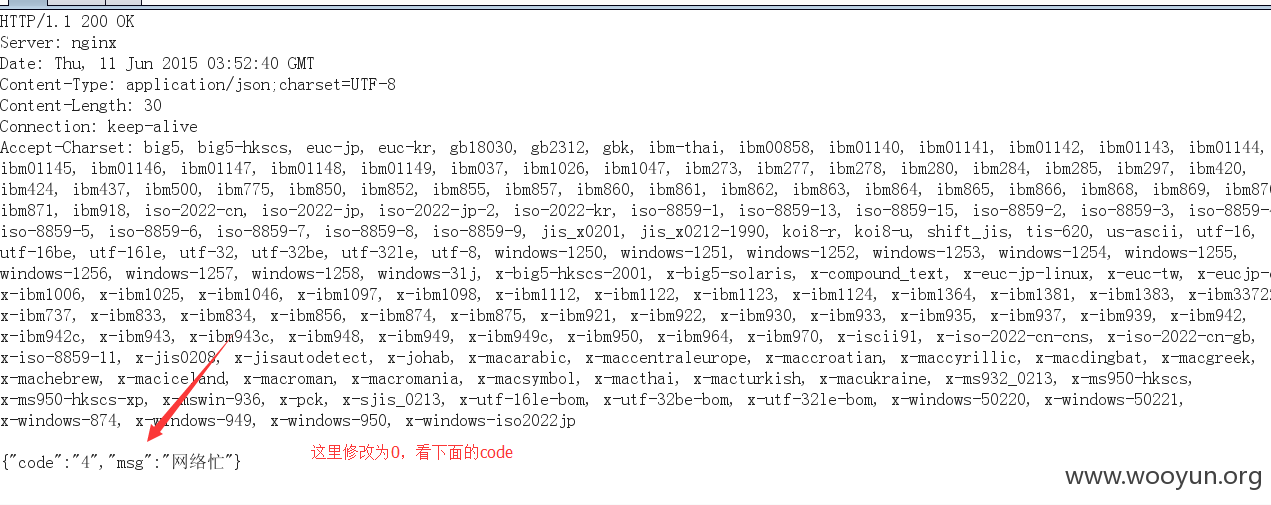 HTTP/1.1 200 OK
Server: nginx
Date: Thu, 11 Jun 2015 03:52:40 GMT
Content-Type: application/json;charset=UTF-8
Content-Length: 30
Connection: keep-alive
Accept-Charset: big5, big5-hkscs, euc-jp, euc-kr, gb18030, gb2312, gbk, ibm-thai, ibm00858, ibm01140, ibm01141, ibm01142, ibm01143, ibm01144,
ibm01145, ibm01146, ibm01147, ibm01148, ibm01149, ibm037, ibm1026, ibm1047, ibm273, ibm277, ibm278, ibm280, ibm284, ibm285, ibm297, ibm420,
ibm424, ibm437, ibm500, ibm775, ibm850, ibm852, ibm855, ibm857, ibm860, ibm861, ibm862, ibm863, ibm864, ibm865, ibm866, ibm868, ibm869,
ibm871, ibm918, iso-2022-cn, iso-2022-jp, iso-2022-jp-2, iso-2022-kr, iso-8859-1, iso-8859-13, iso-8859-15, iso-8859-2, iso-8859-3,
iso-8859-5, iso-8859-6, iso-8859-7, iso-8859-8, iso-8859-9, jis_x0201, jis_x0212-1990, koi8-r, koi8-u, shift_jis, tis-620, us-ascii, utf-16,
utf-16be, utf-16le, utf-32, utf-32be, utf-32le, utf-8, windows-1250, windows-1251, windows-1252, windows-1253, windows-1254, windows-1255,
windows-1256, windows-1257, windows-1258, windows-31j, x-big5-hkscs-2001, x-big5-solaris, x-compound_text, x-euc-jp-linux, x-euc-tw,
x-ibm1006, x-ibm1025, x-ibm1046, x-ibm1097, x-ibm1098, x-ibm1112, x-ibm1122, x-ibm1123, x-ibm1124, x-ibm1364, x-ibm1381, x-ibm1383, x-ibm33722
x-ibm737, x-ibm833, x-ibm834, x-ibm856, x-ibm874, x-ibm875, x-ibm921, x-ibm922, x-ibm930, x-ibm933, x-ibm935, x-ibm937, x-ibm939, x-ibm942,
x-ibm942c, x-ibm943, x-ibm943c, x-ibm948, x-ibm949, x-ibm949c, x-ibm950, x-ibm964, x-ibm970, x-iscii91, x-iso-2022-cn-cns, x-iso-2022-cn-gb,
x-iso-8859-11, x-jis0208, x-jisautodetect, x-johab, x-macarabic, x-maccentraleurope, x-maccroatian, x-maccyrillic, x-macdingbat, x-macgreek,
x-machebrew, x-maciceland, x-macroman, x-macromania, x-macsymbol, x-macthai, x-macturkish, x-macukraine, x-ms932_0213, x-ms950-hkscs,
x-ms950-hkscs-xp, x-mswin-936, x-pck, x-sjis_0213, x-utf-16le-bom, x-utf-32be-bom, x-utf-32le-bom, x-windows-50220, x-windows-50221,
x-windows-874, x-windows-949, x-windows-950, x-windows-iso2022jp
这里修改为0，看下面的code
{"code":"4","msg":"网络忙"}
www.wooyun.org